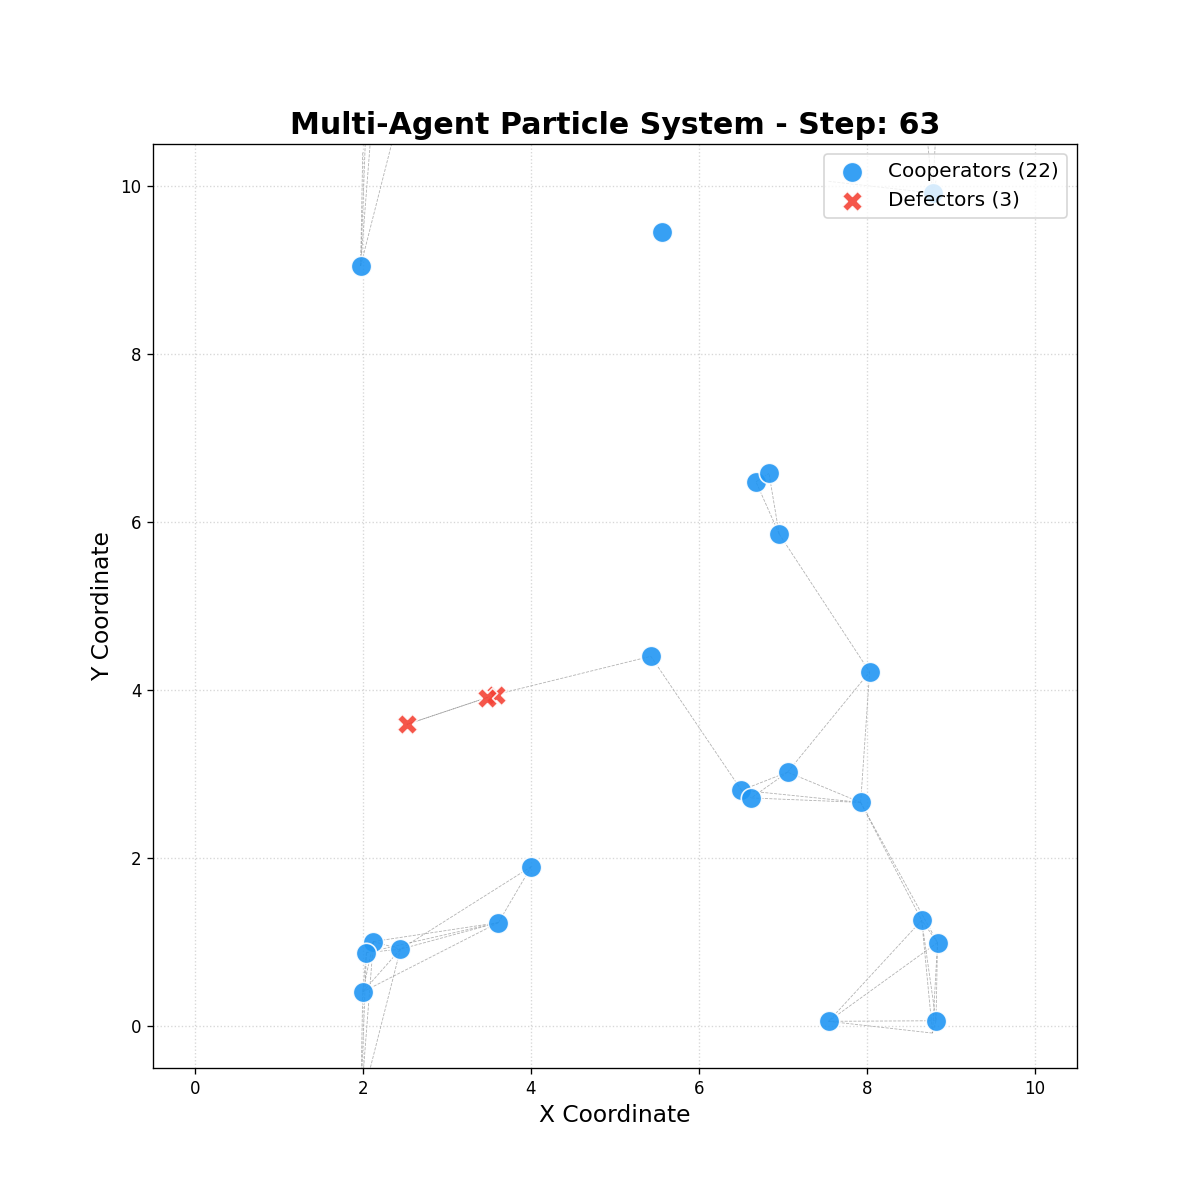 Multi-Agent Particle System - Step: 63
Cooperators (22)
Defectors (3)
10
8
6
4
2
0
Y Coordinate
0 2 4 6 8 10
X Coordinate